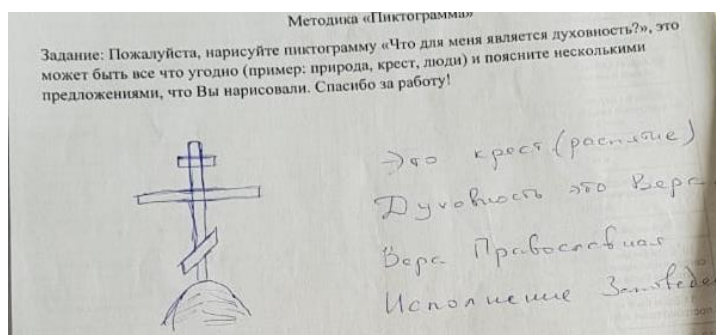 Методика «Пиктограмма»
Задание: Пожалуйста, нарисуйте пиктограмму «Что для меня является духовность?», это
может быть все что угодно (пример: природа, крест, люди) и поясните несколькими
предложениями, что Вы нарисовали. Спасибо за работу!
Это крест (распятие)
Духовность это Вера
Вера Православная
Исполнение Заповеде